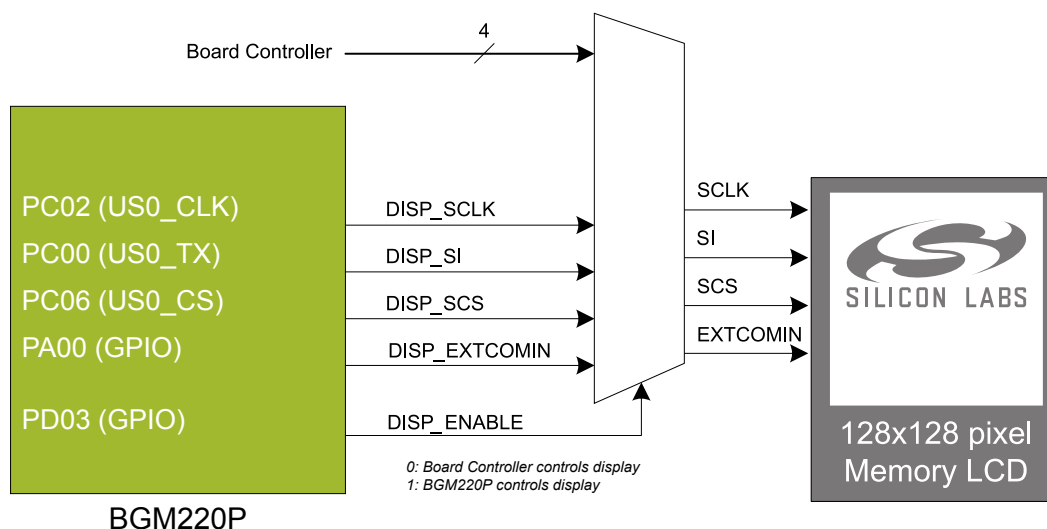 4
Board Controller
PC02 (US0_CLK)
PC00 (US0_TX)
PC06 (US0_CS)
PA00 (GPIO)
PD03 (GPIO)
BGM220P
DISP_SCLK
DISP_SI
DISP_SCS
DISP_EXTCOMIN
DISP_ENABLE
0: Board Controller controls display
1: BGM220P controls display
SCLK
SI
SCS
EXTCOMIN
SILICON LABS
128x128 pixel
Memory LCD